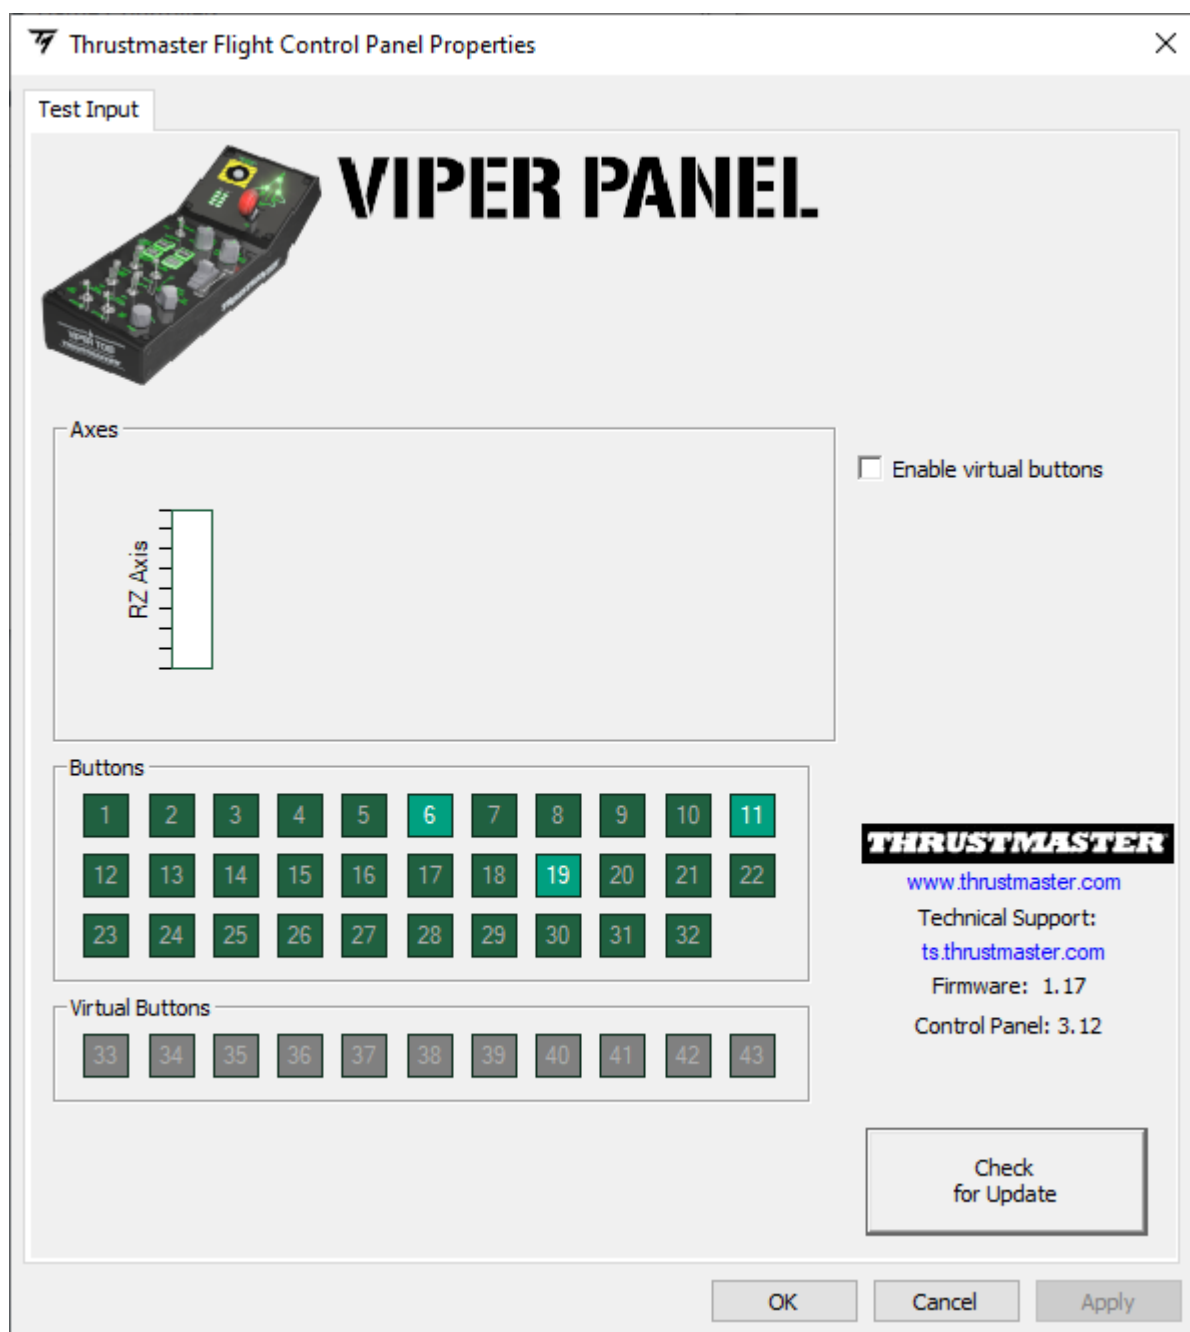 Thrustmaster Flight Control Panel Properties
Test Input
VIPER PANEL
THRUSTMASTER
VIPER TQS
Axes
Enable virtual buttons
RZ Axis
Buttons
1 2 3 4 5 6 7 8 9 10 11
12 13 14 15 16 17 18 19 20 21 22
23 24 25 26 27 28 29 30 31 32
THRUSTMASTER
www.thrustmaster.com
Technical Support:
ts.thrustmaster.com
Firmware: 1.17
Control Panel: 3.12
Virtual Buttons
33 34 35 36 37 38 39 40 41 42 43
Check
for Update
OK Cancel Apply